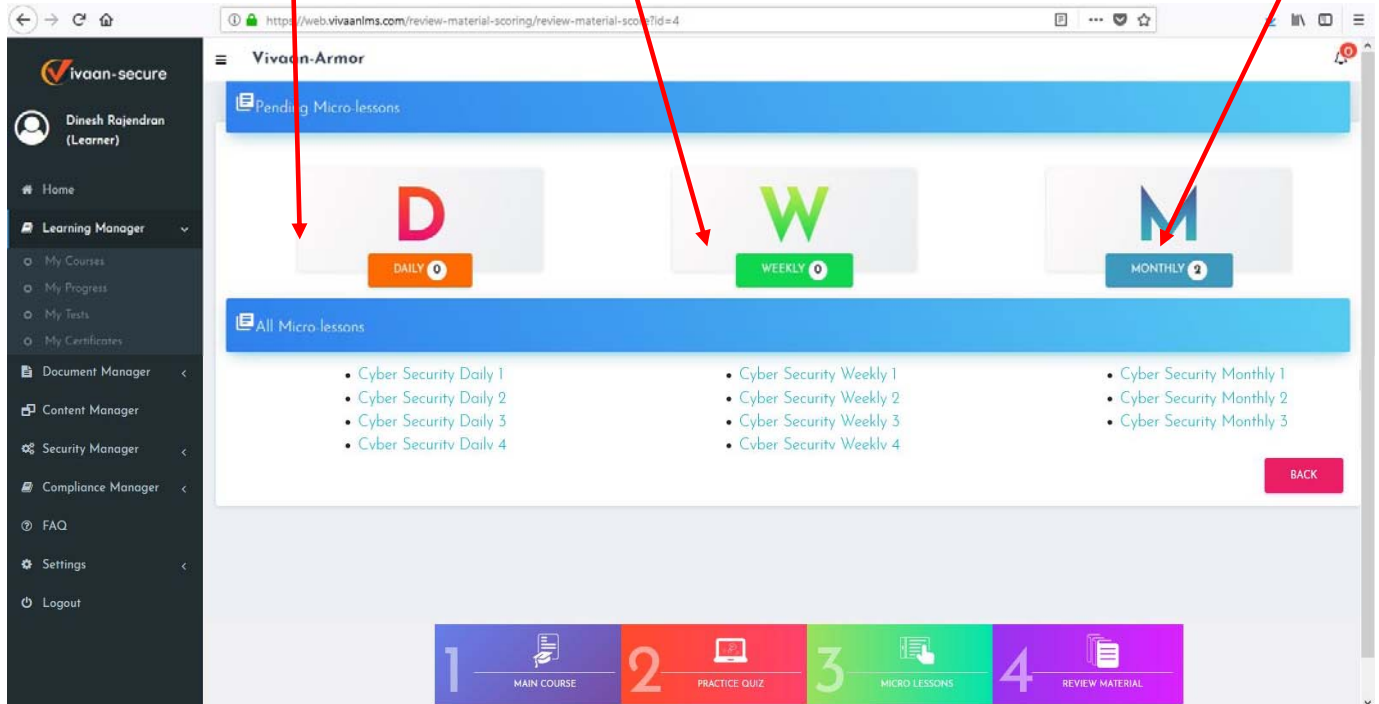 https://web.vivaanlms.com/review-material-scoring/review-material-score?id=4
Vivaan-secure
Dinesh Rajendran
(Learner)
Home
Learning Manager
My Courses
My Progress
My Tests
My Certificates
Document Manager
Content Manager
Security Manager
Compliance Manager
FAQ
Settings
Logout
Vivaan-Armor
0
Pending Micro-lessons
D
DAILY 0
W
WEEKLY 0
M
MONTHLY 2
All Micro-lessons
Cyber Security Daily 1
Cyber Security Daily 2
Cyber Security Daily 3
Cyber Security Daily 4
Cyber Security Weekly 1
Cyber Security Weekly 2
Cyber Security Weekly 3
Cyber Security Weekly 4
Cyber Security Monthly 1
Cyber Security Monthly 2
Cyber Security Monthly 3
BACK
1 MAIN COURSE
2 PRACTICE QUIZ
3 MICRO LESSONS
4 REVIEW MATERIAL